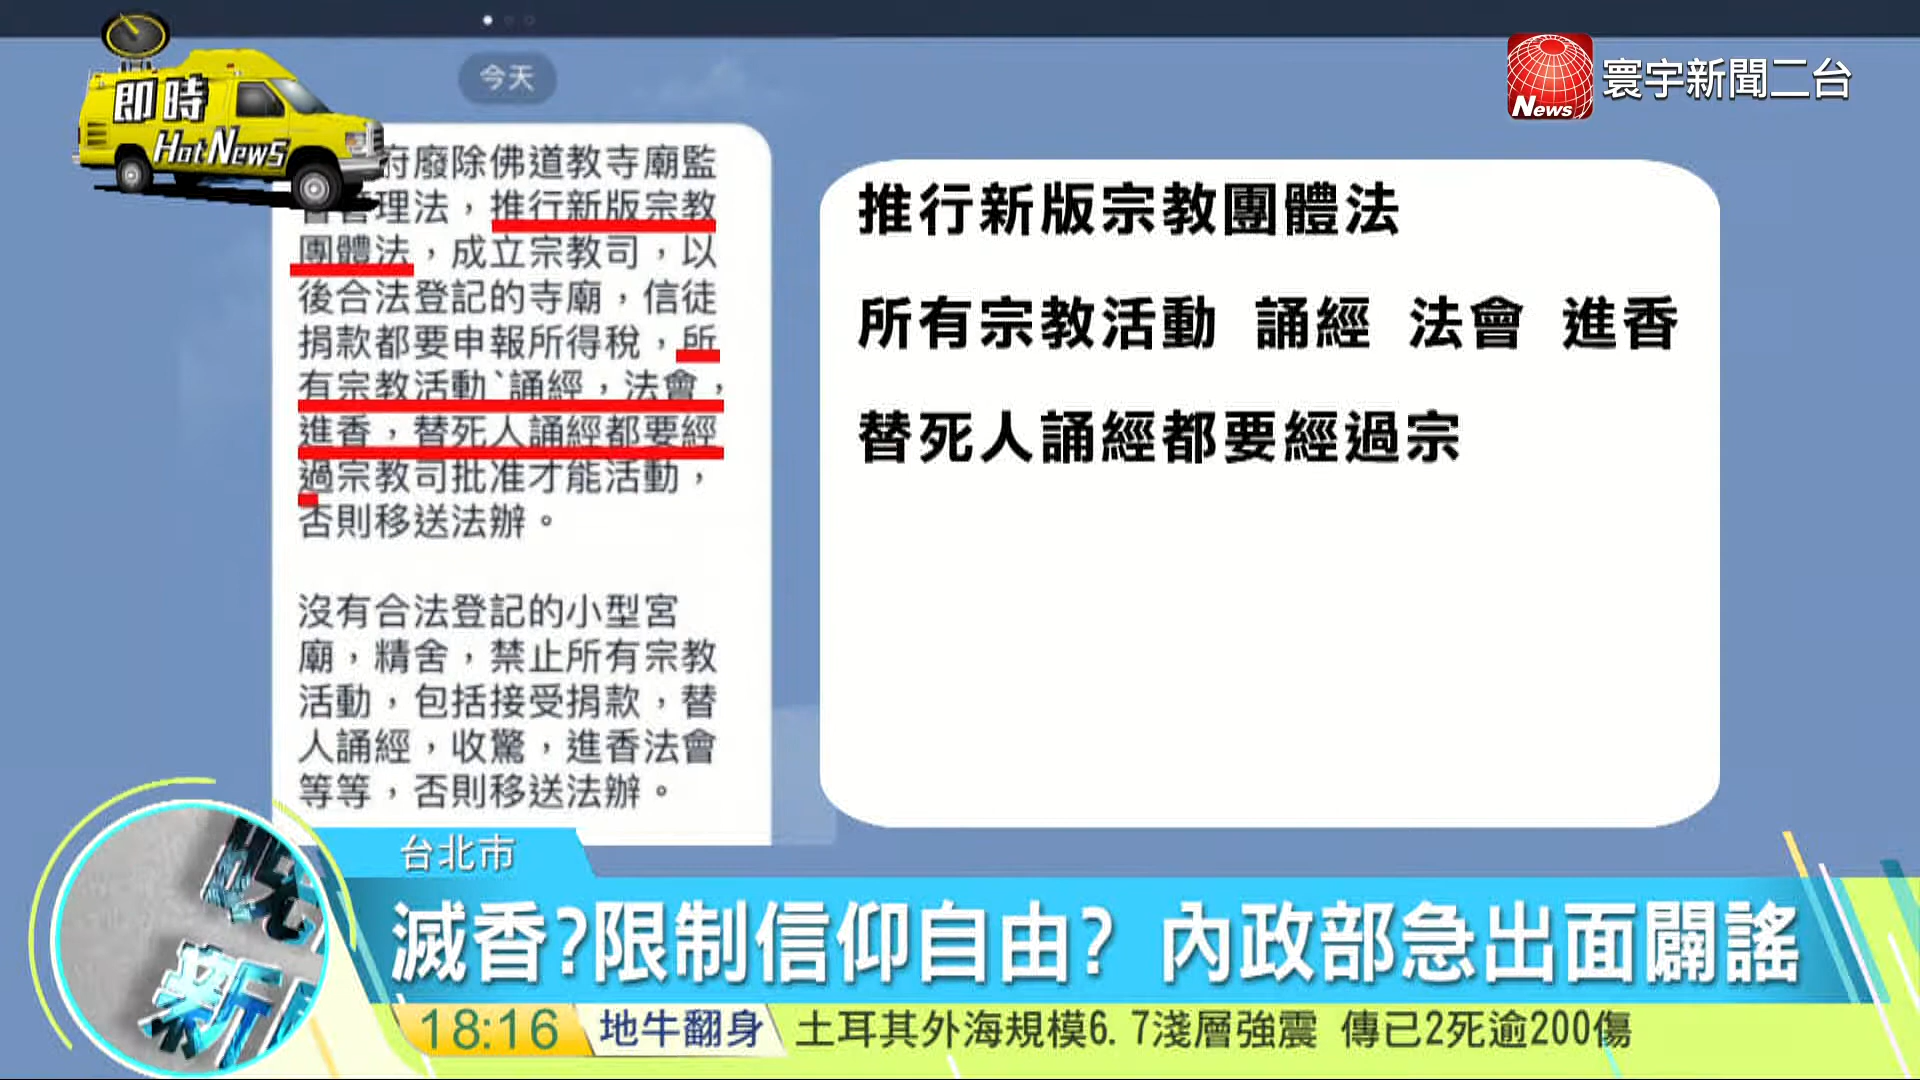 今天
即時
HotNews
News
寰宇新聞二台
府廢除佛道教寺廟監
管理法，推行新版宗教
團體法，成立宗教司，以
後合法登記的寺廟，信徒
捐款都要申報所得稅，所
有宗教活動`誦經，法會，
進香，替死人誦經都要經
過宗教司批准才能活動，
否則移送法辦。
沒有合法登記的小型宮
廟，精舍，禁止所有宗教
活動，包括接受捐款，替
人誦經，收驚，進香法會
等等，否則移送法辦。
推行新版宗教團體法
所有宗教活動 誦經 法會 進香
替死人誦經都要經過宗
台北市
滅香?限制信仰自由? 內政部急出面闢謠
18:16 地牛翻身 土耳其外海規模6.7淺層強震 傳已2死逾200傷